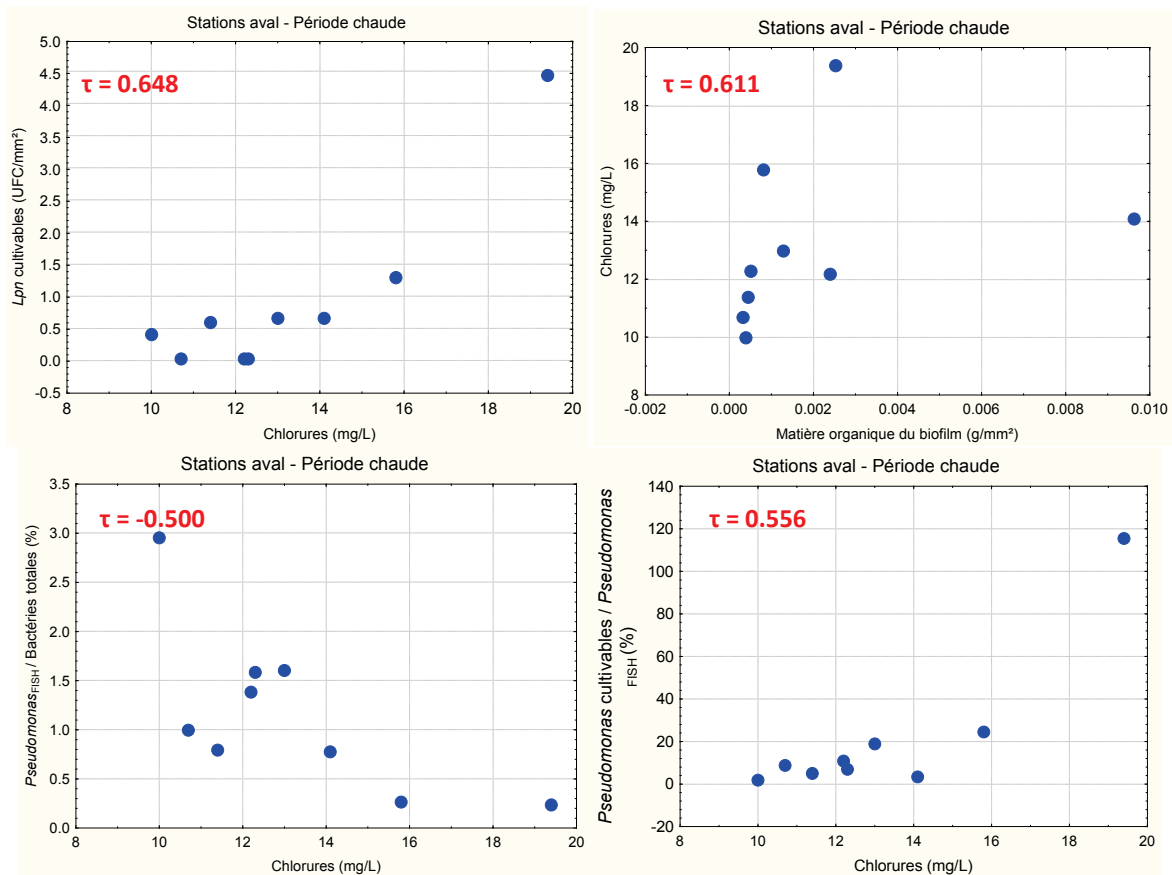 Stations aval - Période chaude
τ = 0.648
5.0
4.5
4.0
3.5
3.0
2.5
2.0
1.5
1.0
0.5
0.0
-0.5
Lpn cultivables (UFC/mm²)
8 10 12 14 16 18 20
Chlorures (mg/L)
Stations aval - Période chaude
τ = 0.611
20
18
16
14
12
10
8
Chlorures (mg/L)
-0.002 0.000 0.002 0.004 0.006 0.008 0.010
Matière organique du biofilm (g/mm²)
Stations aval - Période chaude
τ = -0.500
3.5
3.0
2.5
2.0
1.5
1.0
0.5
0.0
Pseudomonas FISH / Bactéries totales (%)
8 10 12 14 16 18 20
Chlorures (mg/L)
Stations aval - Période chaude
τ = 0.556
140
120
100
80
60
40
20
0
-20
Pseudomonas cultivables / Pseudomonas
FISH (%)
8 10 12 14 16 18 20
Chlorures (mg/L)